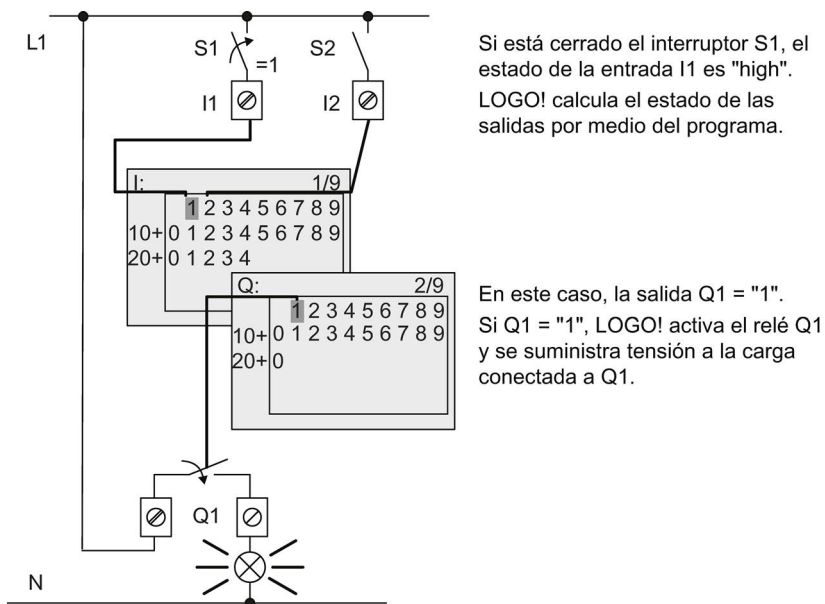 L1
S1
=1
S2
I1
I2
Si está cerrado el interruptor S1, el
estado de la entrada I1 es "high".
LOGO! calcula el estado de las
salidas por medio del programa.
I: 1/9
1 2 3 4 5 6 7 8 9
10+ 0 1 2 3 4 5 6 7 8 9
20+ 0 1 2 3 4
Q: 2/9
1 2 3 4 5 6 7 8 9
10+ 0 1 2 3 4 5 6 7 8 9
20+ 0
En este caso, la salida Q1 = "1".
Si Q1 = "1", LOGO! activa el relé Q1
y se suministra tensión a la carga
conectada a Q1.
Q1
N